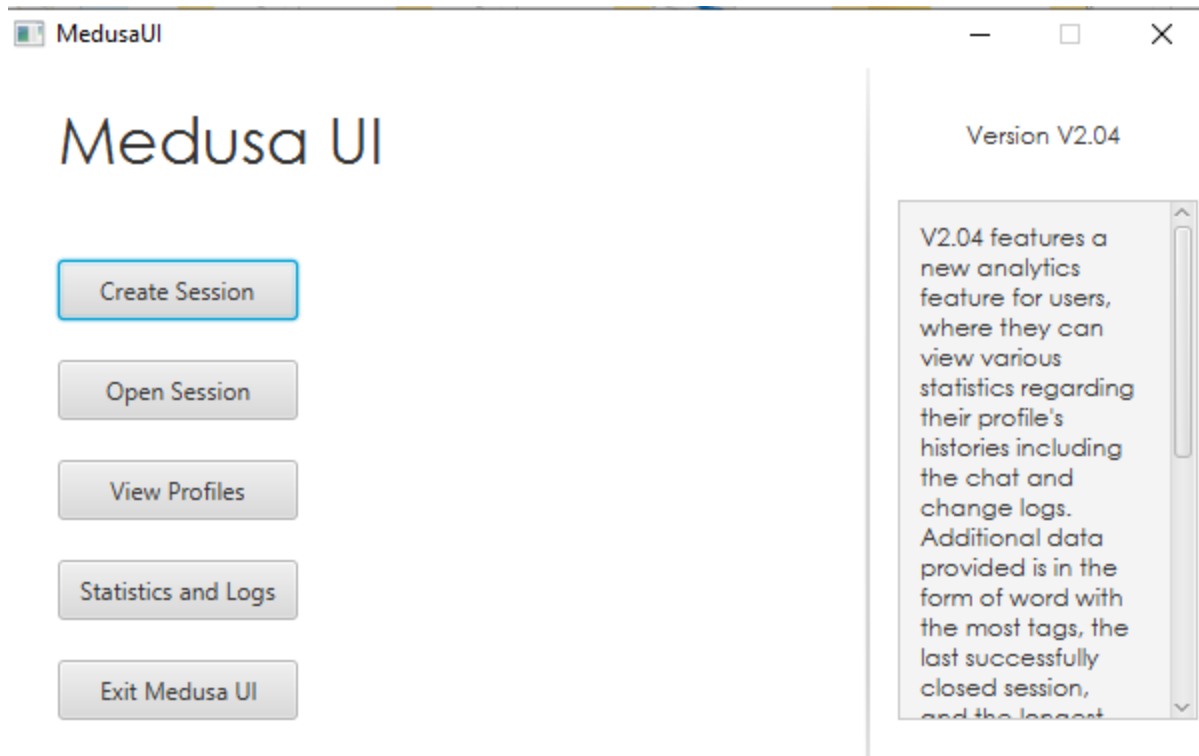 MedusaUI
Medusa UI
Create Session
Open Session
View Profiles
Statistics and Logs
Exit Medusa UI
Version V2.04
V2.04 features a
new analytics
feature for users,
where they can
view various
statistics regarding
their profile's
histories including
the chat and
change logs.
Additional data
provided is in the
form of word with
the most tags, the
last successfully
closed session,
and the longest